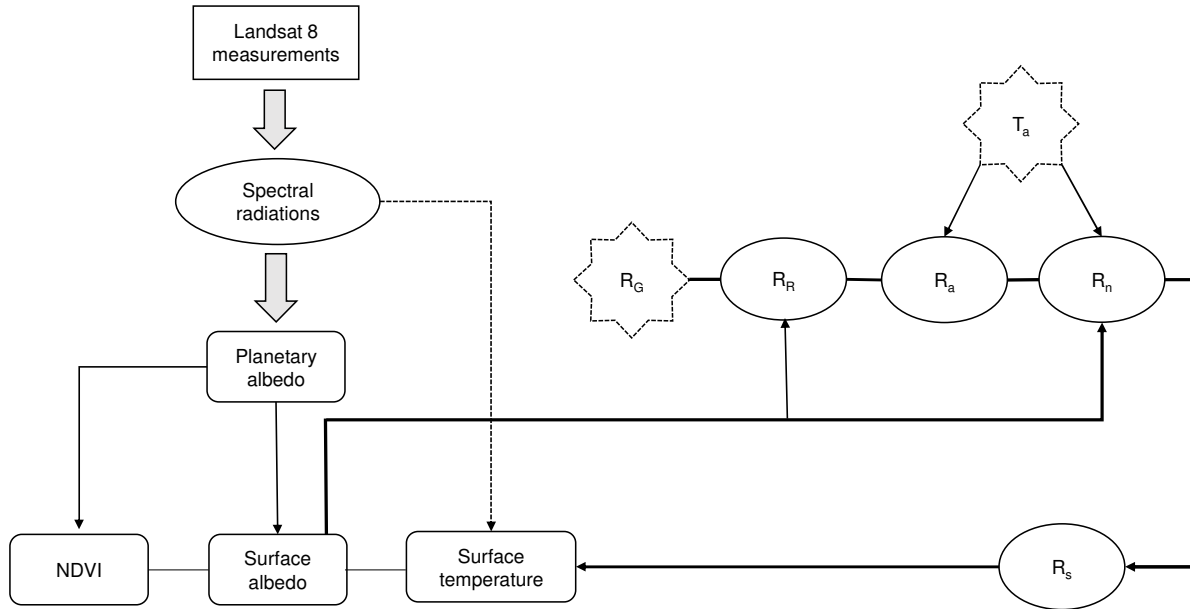 Landsat 8
measurements
Spectral
radiations
T_a
R_G
R_R
R_a
R_n
Planetary
albedo
NDVI
Surface
albedo
Surface
temperature
R_s